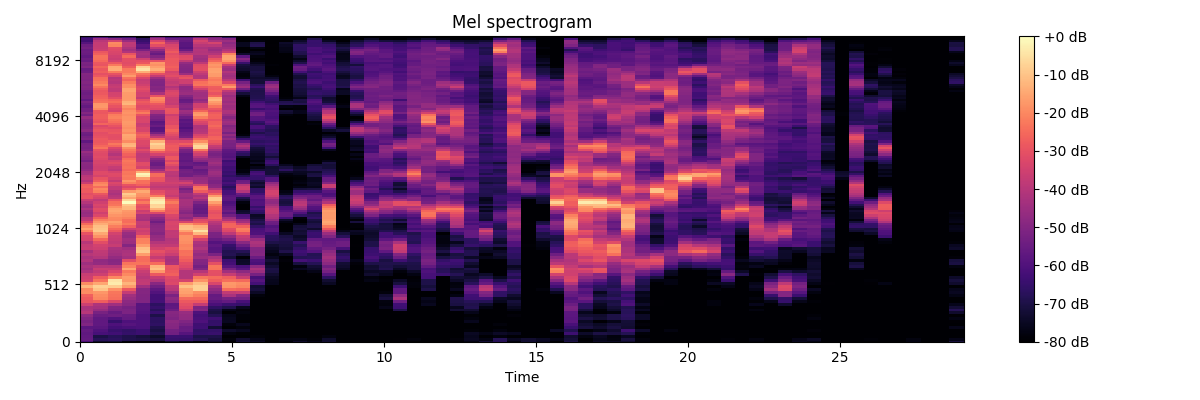 Mel spectrogram
8192
4096
2048
1024
512
0
Hz
0 5 10 15 20 25
Time
+0 dB
-10 dB
-20 dB
-30 dB
-40 dB
-50 dB
-60 dB
-70 dB
-80 dB